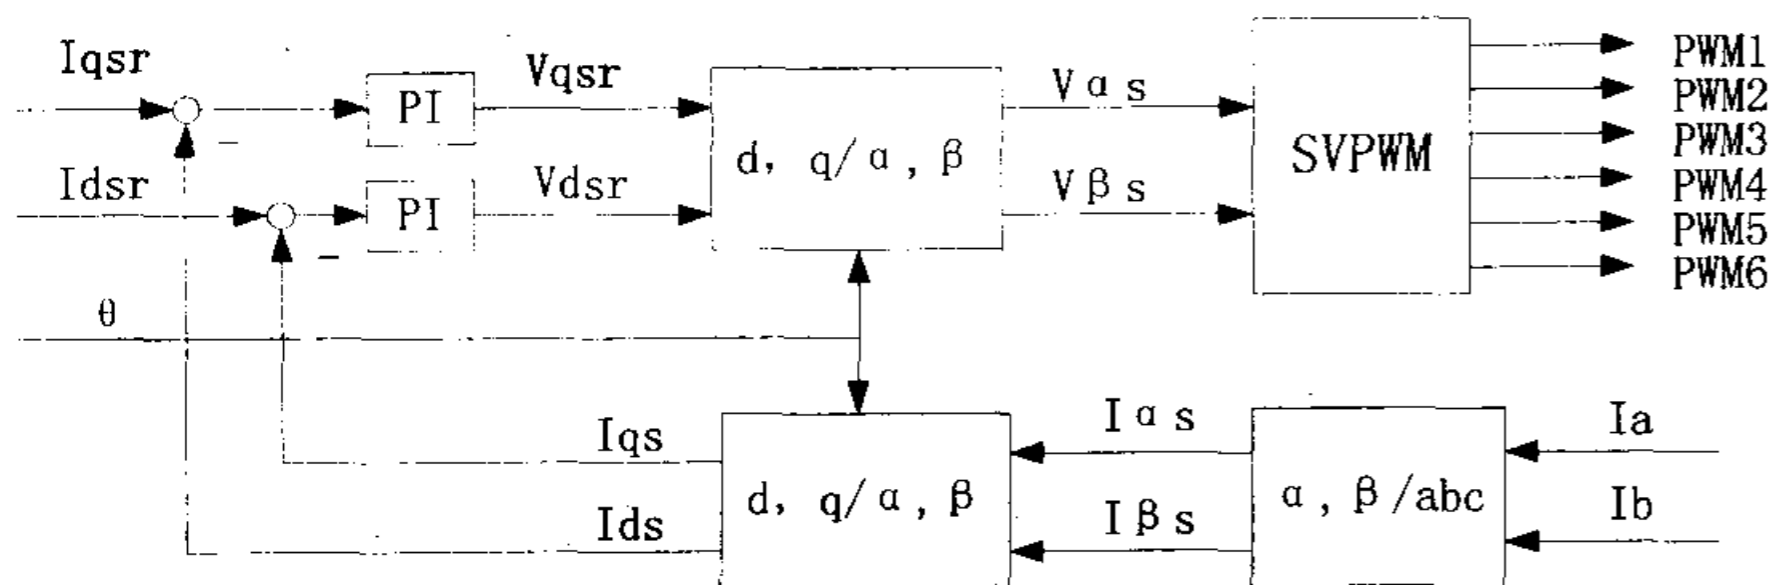 Iqsr
PI
Vqsr
d, q/α, β
Vαs
SVPWM
PWM1
PWM2
PWM3
PWM4
PWM5
PWM6
−
Idsr
PI
Vdsr
Vβs
−
θ
Iqs
d, q/α, β
Iαs
α, β/abc
Ia
Ids
Iβs
Ib